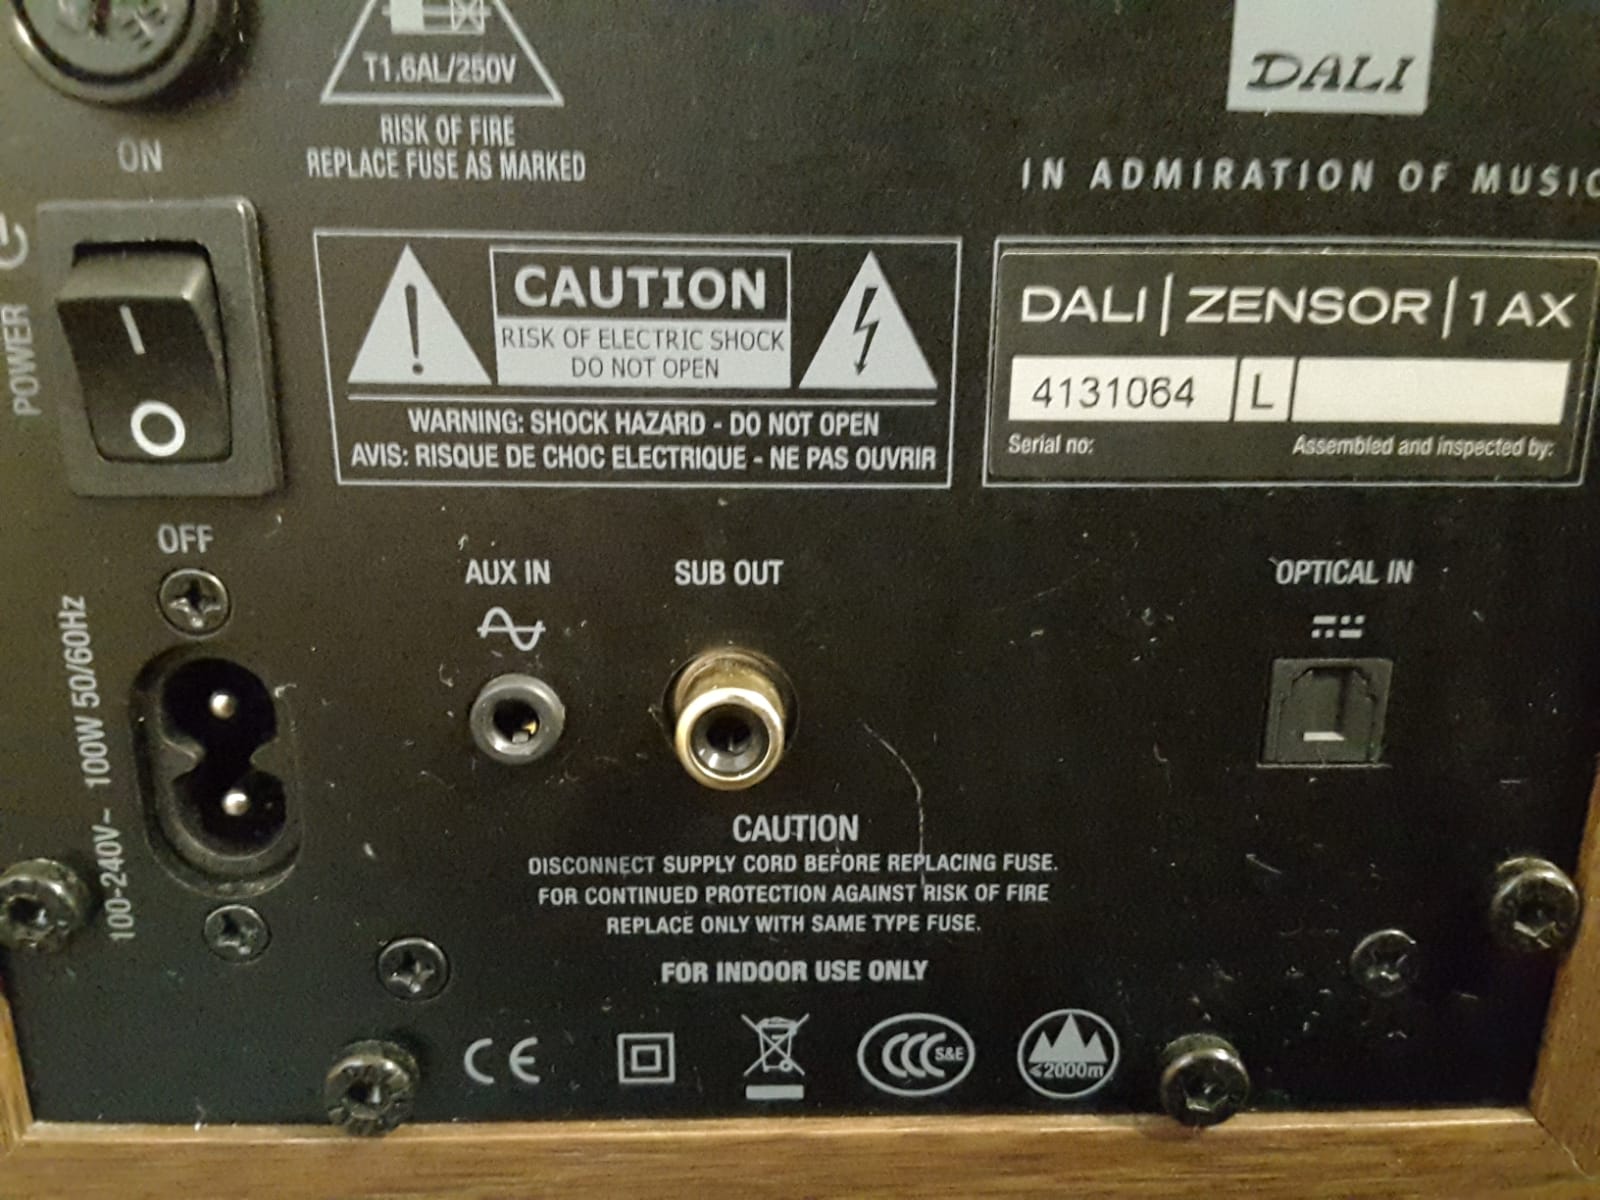 T1.6AL/250V
RISK OF FIRE
REPLACE FUSE AS MARKED
DALI
IN ADMIRATION OF MUSIC
ON
POWER
OFF
CAUTION
RISK OF ELECTRIC SHOCK
DO NOT OPEN
WARNING: SHOCK HAZARD - DO NOT OPEN
AVIS: RISQUE DE CHOC ELECTRIQUE - NE PAS OUVRIR
DALI | ZENSOR | 1 AX
4131064 L
Serial no: Assembled and inspected by:
100-240V~ 100W 50/60Hz
AUX IN
SUB OUT
OPTICAL IN
CAUTION
DISCONNECT SUPPLY CORD BEFORE REPLACING FUSE.
FOR CONTINUED PROTECTION AGAINST RISK OF FIRE
REPLACE ONLY WITH SAME TYPE FUSE.
FOR INDOOR USE ONLY
CE
CCC S&E
≤2000m